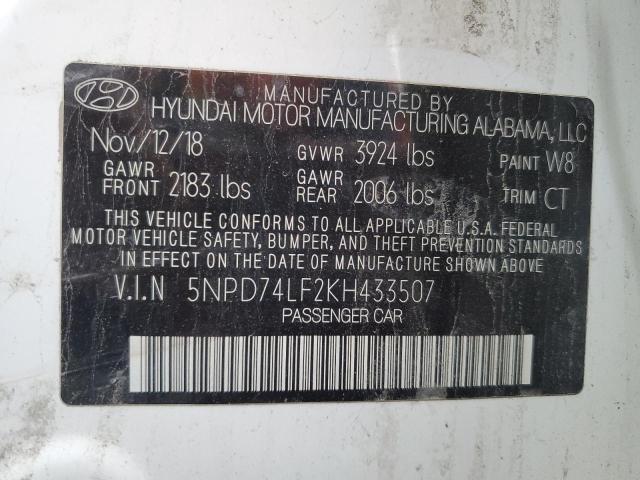 MANUFACTURED BY
HYUNDAI MOTOR MANUFACTURING ALABAMA, LLC
Nov/12/18 GVWR 3924 lbs PAINT W8
GAWR FRONT 2183 lbs GAWR REAR 2006 lbs TRIM CT
THIS VEHICLE CONFORMS TO ALL APPLICABLE U.S.A. FEDERAL
MOTOR VEHICLE SAFETY, BUMPER, AND THEFT PREVENTION STANDARDS
IN EFFECT ON THE DATE OF MANUFACTURE SHOWN ABOVE.
V.I.N 5NPD74LF2KH433507
PASSENGER CAR